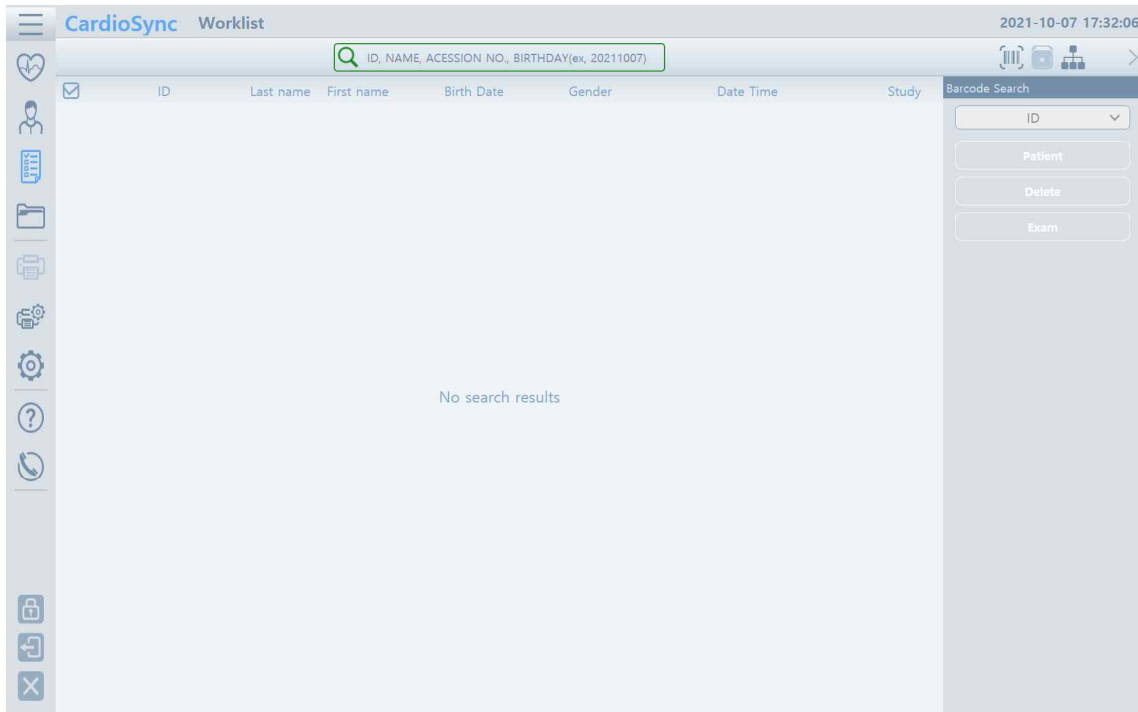 CardioSync Worklist 2021-10-07 17:32:06
ID, NAME, ACESSION NO., BIRTHDAY(ex, 20211007)
ID Last name First name Birth Date Gender Date Time Study
Barcode Search
ID
Patient
Delete
Exam
No search results